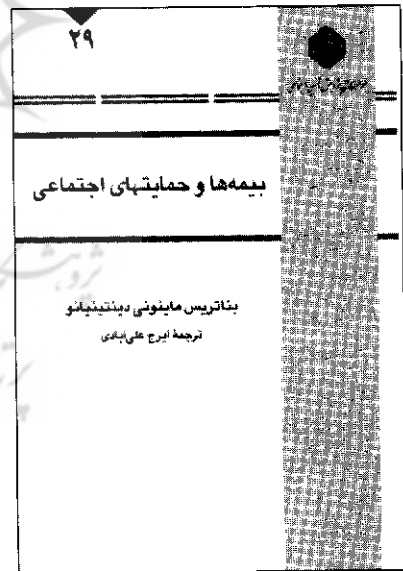 ۲۹
بیمه‌ها و حمایتهای اجتماعی
بئاتریس ماینونی دینتینیانو
ترجمهٔ ایرج علی‌آبادی